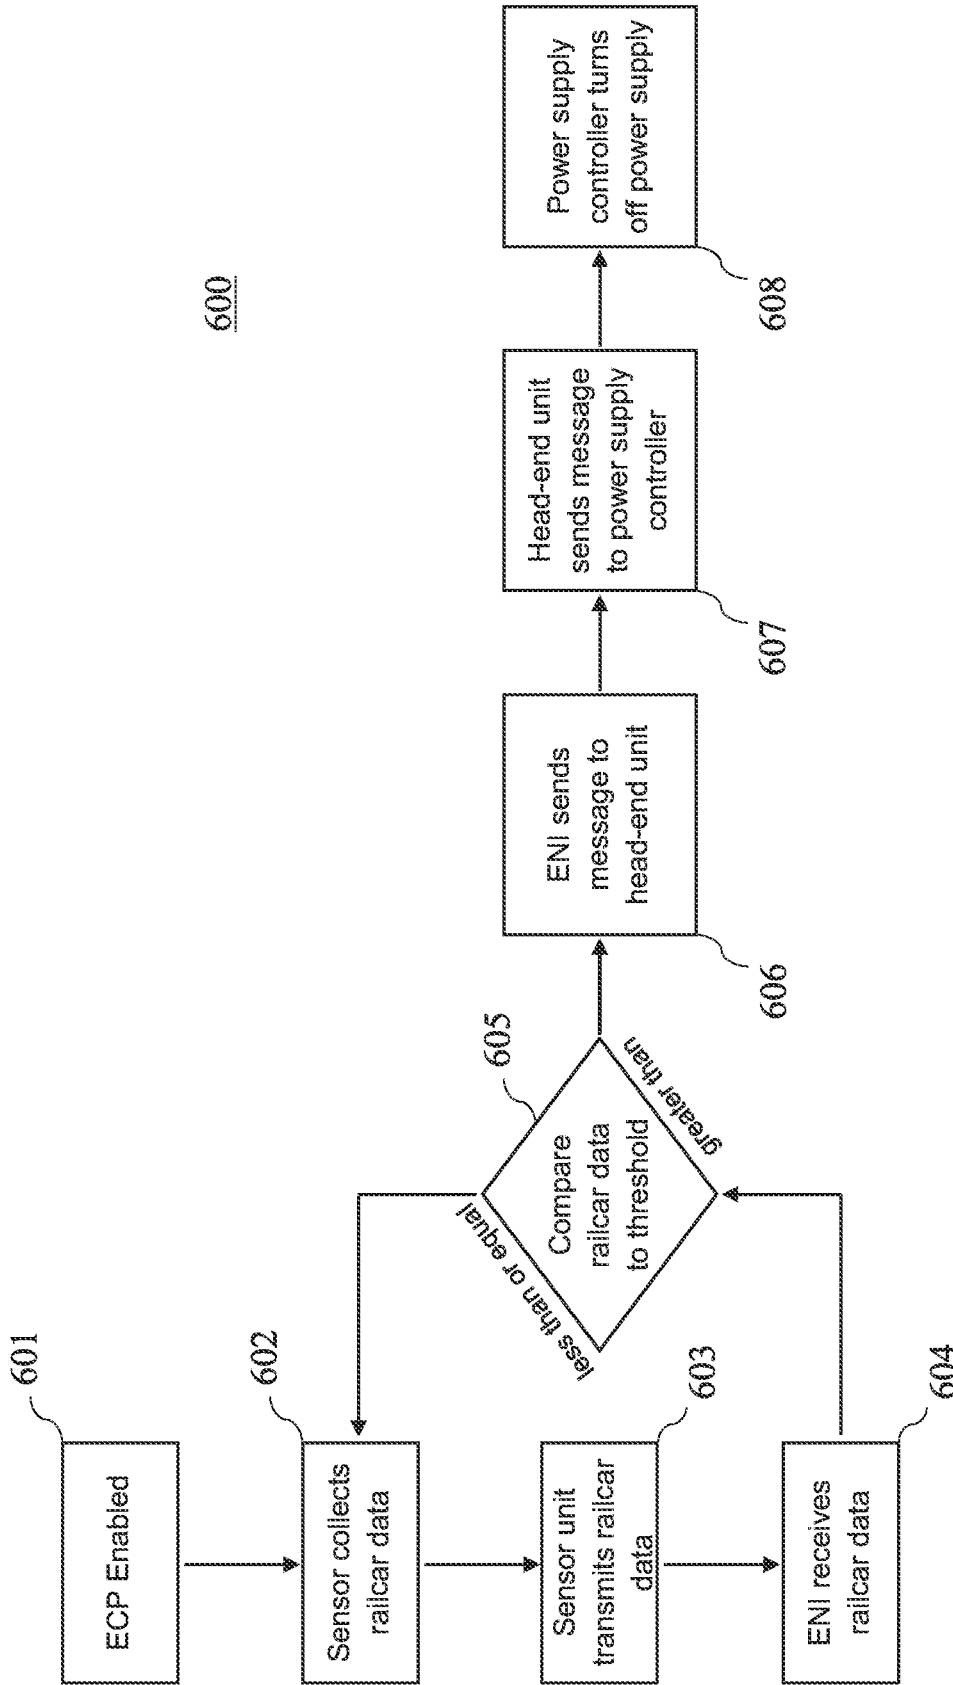 600
601
ECP Enabled
602
Sensor collects
railcar data
603
Sensor unit
transmits railcar
data
604
ENI receives
railcar data
605
Compare
railcar data
to threshold
less than or equal
greater than
606
ENI sends
message to
head-end unit
607
Head-end unit
sends message
to power supply
controller
608
Power supply
controller turns
off power supply